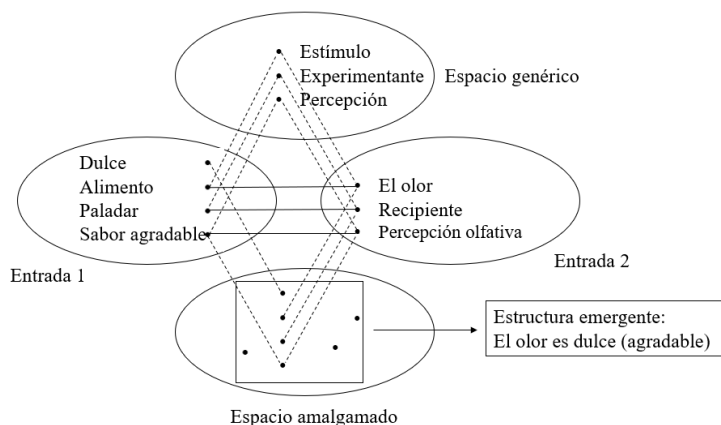 Estímulo
Experimentante
Espacio genérico
Percepción
Dulce
Alimento
Paladar
Sabor agradable
Entrada 1
El olor
Recipiente
Percepción olfativa
Entrada 2
Estructura emergente:
El olor es dulce (agradable)
Espacio amalgamado